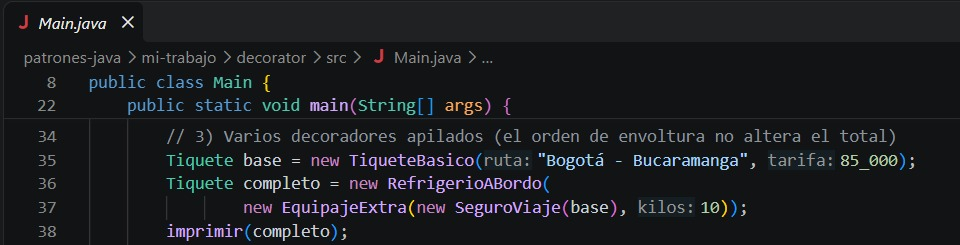 J Main.java ×
patrones-java > mi-trabajo > decorator > src > J Main.java > ...
8 public class Main {
22 public static void main(String[] args) {
34 // 3) Varios decoradores apilados (el orden de envoltura no altera el total)
35 Tiquete base = new TiqueteBasico(ruta: "Bogotá - Bucaramanga", tarifa: 85_000);
36 Tiquete completo = new RefrigerioABordo(
37 new EquipajeExtra(new SeguroViaje(base), kilos: 10));
38 imprimir(completo);